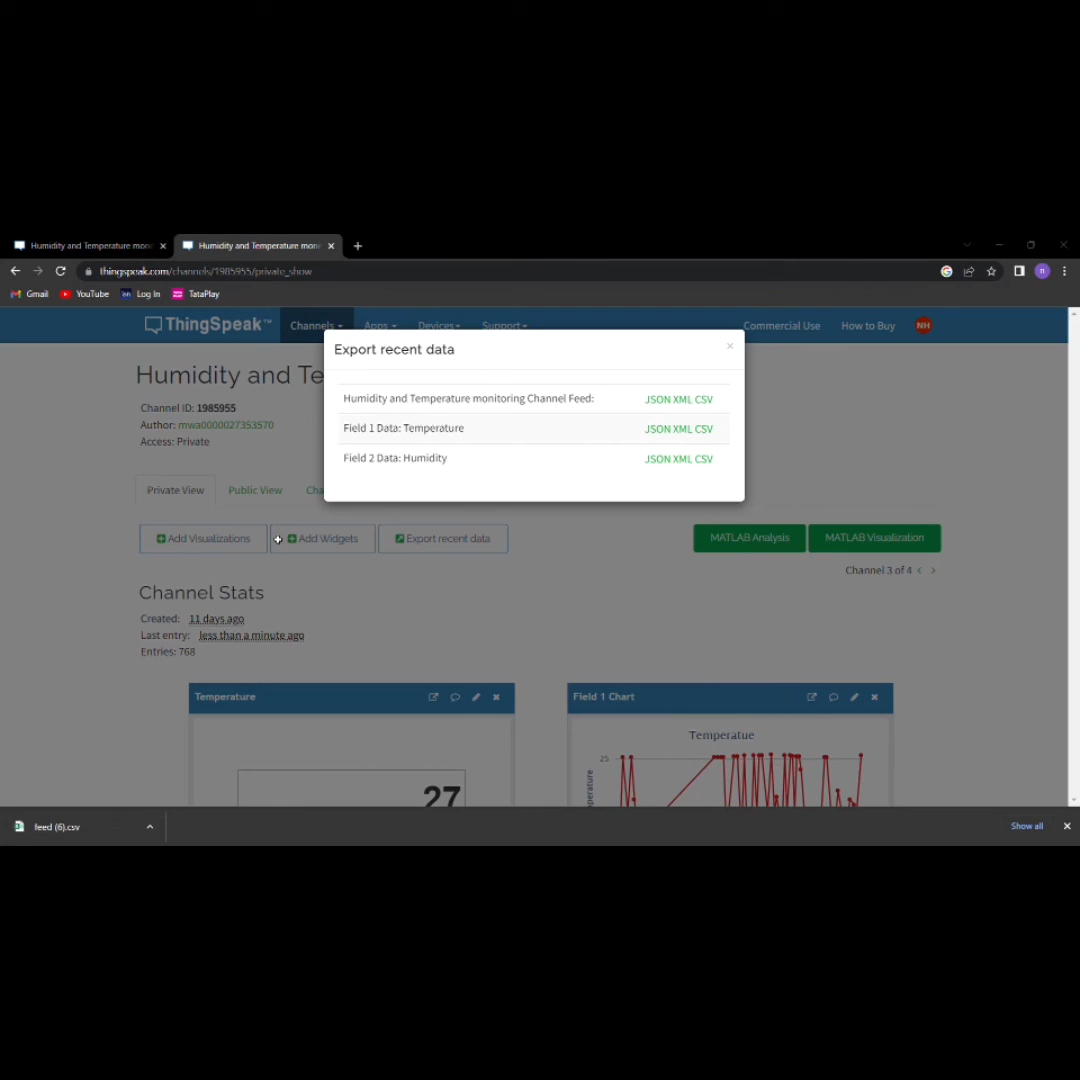 Humidity and Temperature moni
Humidity and Temperature moni
thingspeak.com/channels/1985955/private_show
Gmail
YouTube
Log In
TataPlay
ThingSpeak™
Channels
Apps
Devices
Support
Commercial Use
How to Buy
NH
Export recent data
×
Humidity and Te
Humidity and Temperature monitoring Channel Feed:
JSON XML CSV
Channel ID: 1985955
Author: mwa0000027353570
Access: Private
Field 1 Data: Temperature
JSON XML CSV
Field 2 Data: Humidity
JSON XML CSV
Private View
Public View
Cha
Add Visualizations
Add Widgets
Export recent data
MATLAB Analysis
MATLAB Visualization
Channel 3 of 4 < >
Channel Stats
Created: 11 days ago
Last entry: less than a minute ago
Entries: 768
Temperature
Field 1 Chart
Temperatue
25
perature
27
feed (6).csv
Show all